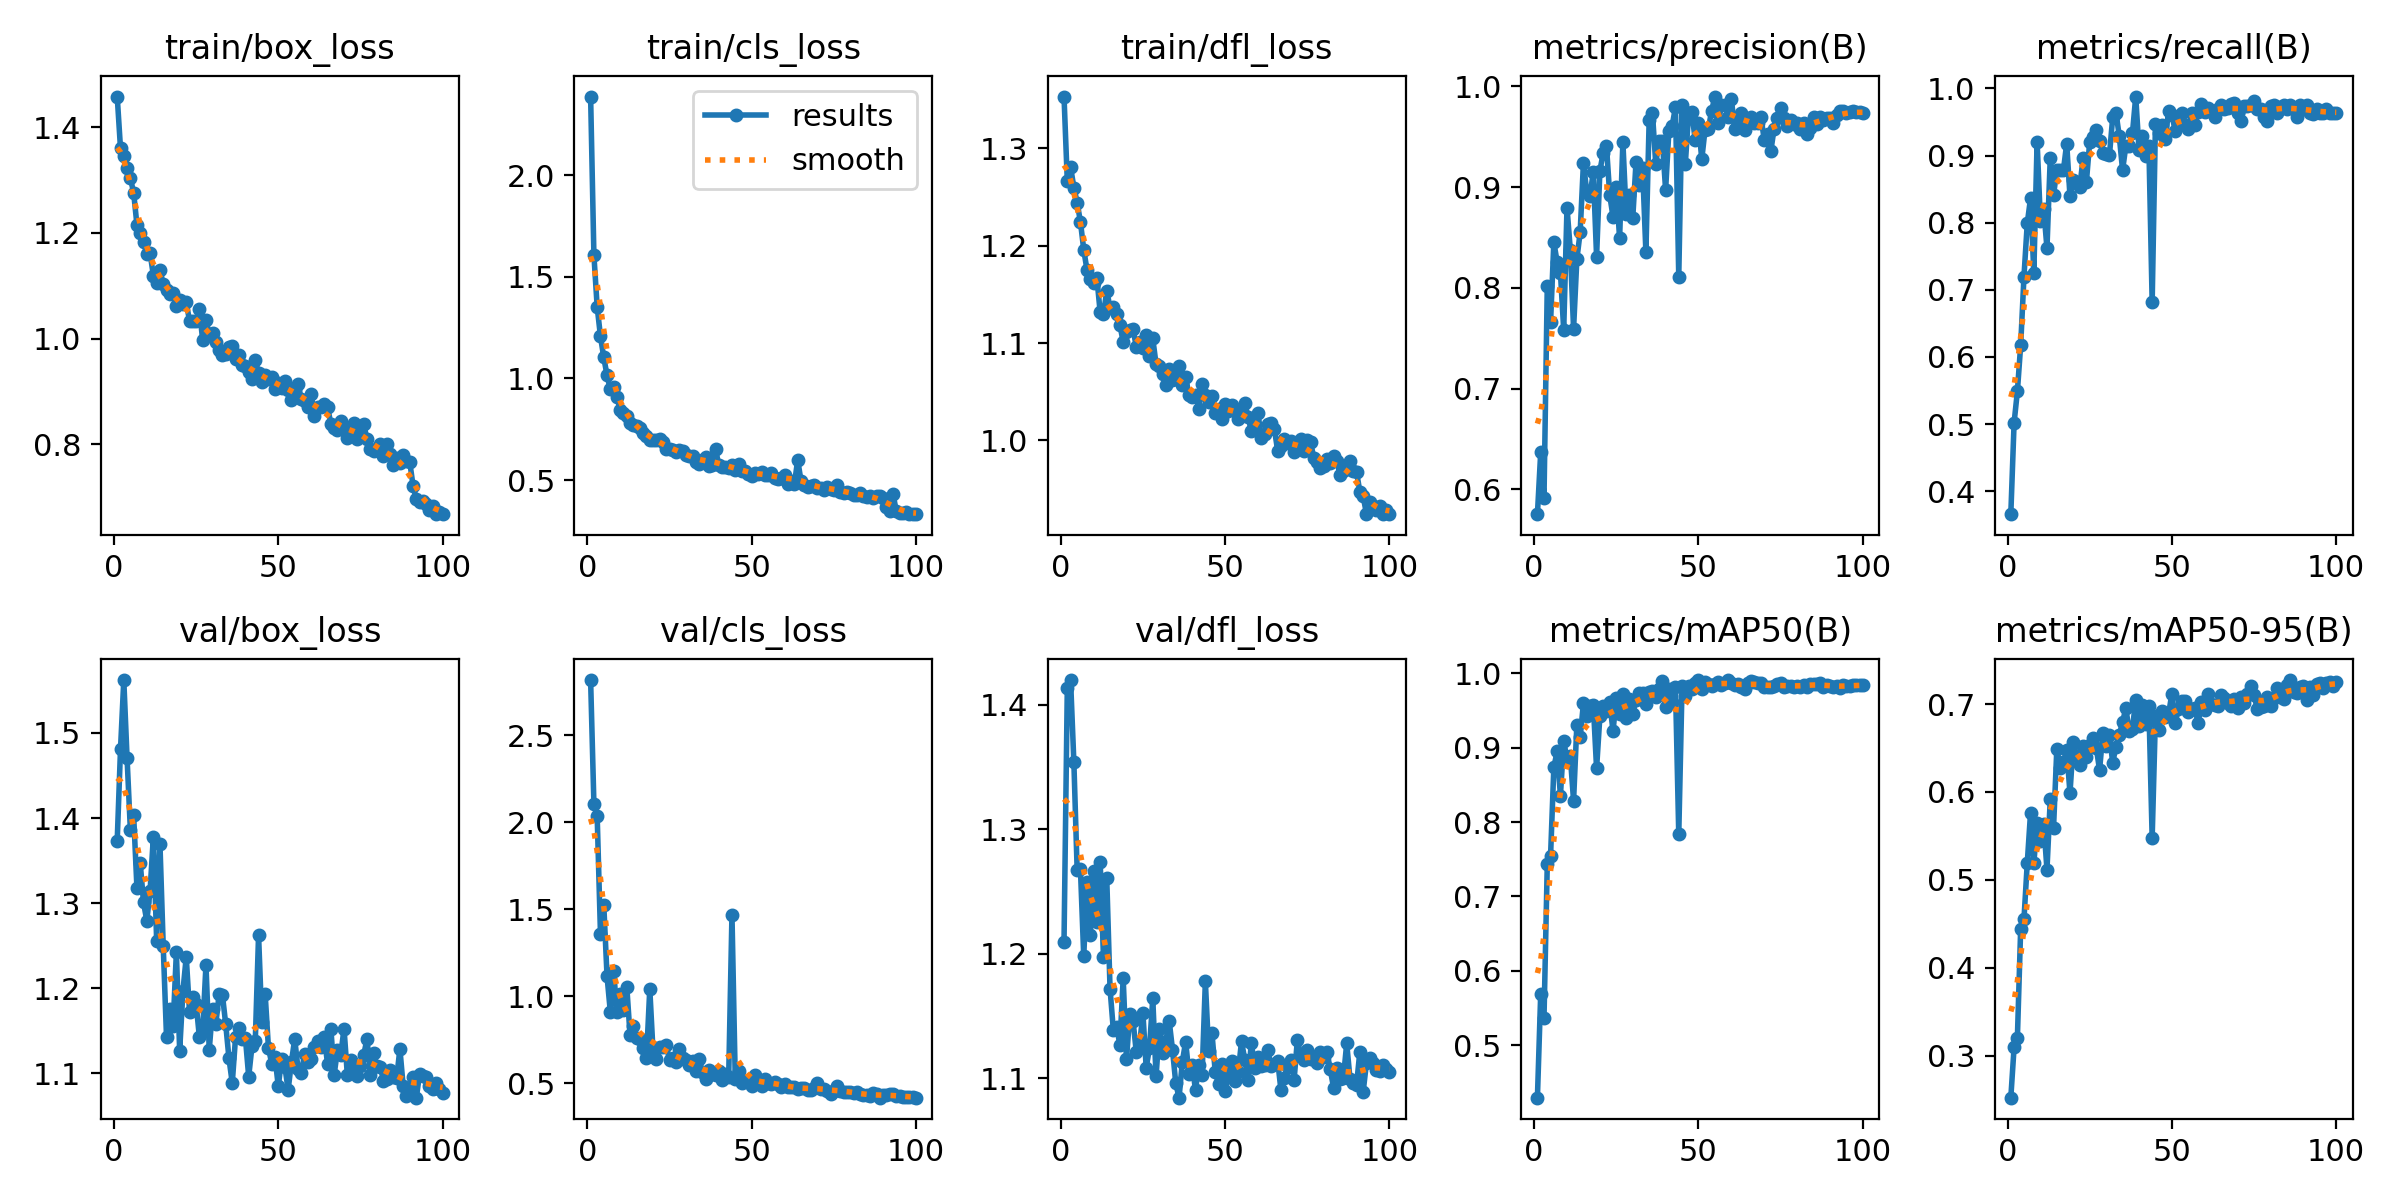 train/box_loss
1.4
1.2
1.0
0.8
0 50 100
train/cls_loss
results
smooth
2.0
1.5
1.0
0.5
0 50 100
train/dfl_loss
1.3
1.2
1.1
1.0
0 50 100
metrics/precision(B)
1.0
0.9
0.8
0.7
0.6
0 50 100
metrics/recall(B)
1.0
0.9
0.8
0.7
0.6
0.5
0.4
0 50 100
val/box_loss
1.5
1.4
1.3
1.2
1.1
0 50 100
val/cls_loss
2.5
2.0
1.5
1.0
0.5
0 50 100
val/dfl_loss
1.4
1.3
1.2
1.1
0 50 100
metrics/mAP50(B)
1.0
0.9
0.8
0.7
0.6
0.5
0 50 100
metrics/mAP50-95(B)
0.7
0.6
0.5
0.4
0.3
0 50 100